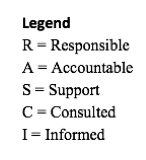 Legend
R = Responsible
A = Accountable
S = Support
C = Consulted
I = Informed